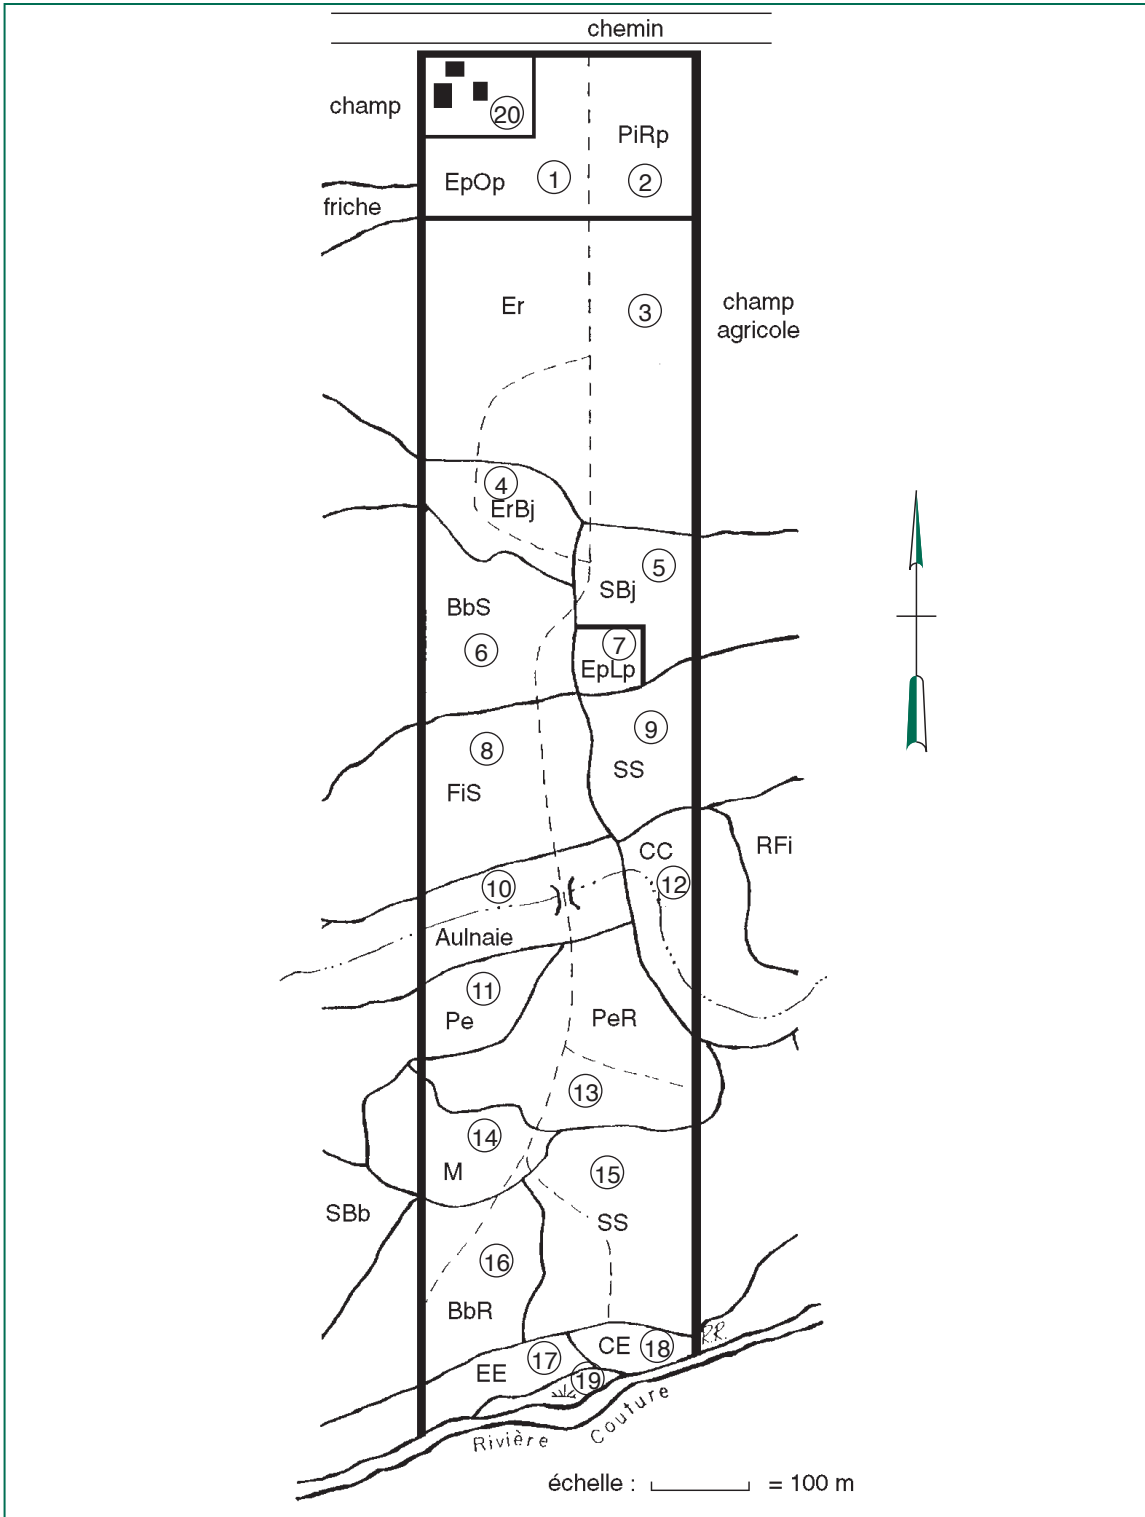 chemin
champ
20
PiRp
EpOp
1
2
friche
Er
3
champ
agricole
4
ErBj
5
SBj
BbS
7
6
EpLp
9
8
SS
FiS
CC
RFi
10
12
Aulnaie
11
Pe
PeR
13
14
M
15
SBb
SS
16
BbR
R.R.
CE
18
17
EE
19
Rivière Couture
échelle : = 100 m